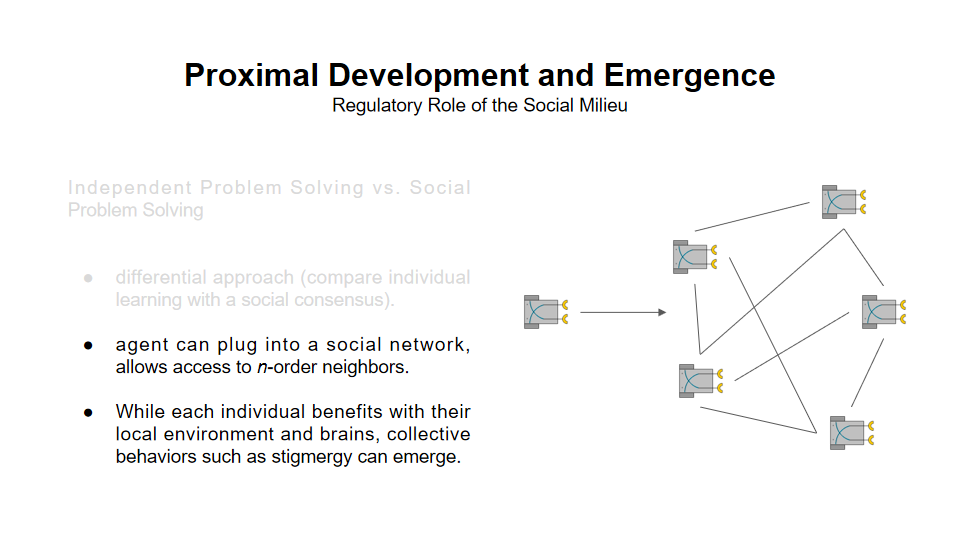 Proximal Development and Emergence
Regulatory Role of the Social Milieu
Independent Problem Solving vs. Social
Problem Solving
● differential approach (compare individual
learning with a social consensus).
● agent can plug into a social network,
allows access to n-order neighbors.
● While each individual benefits with their
local environment and brains, collective
behaviors such as stigmergy can emerge.